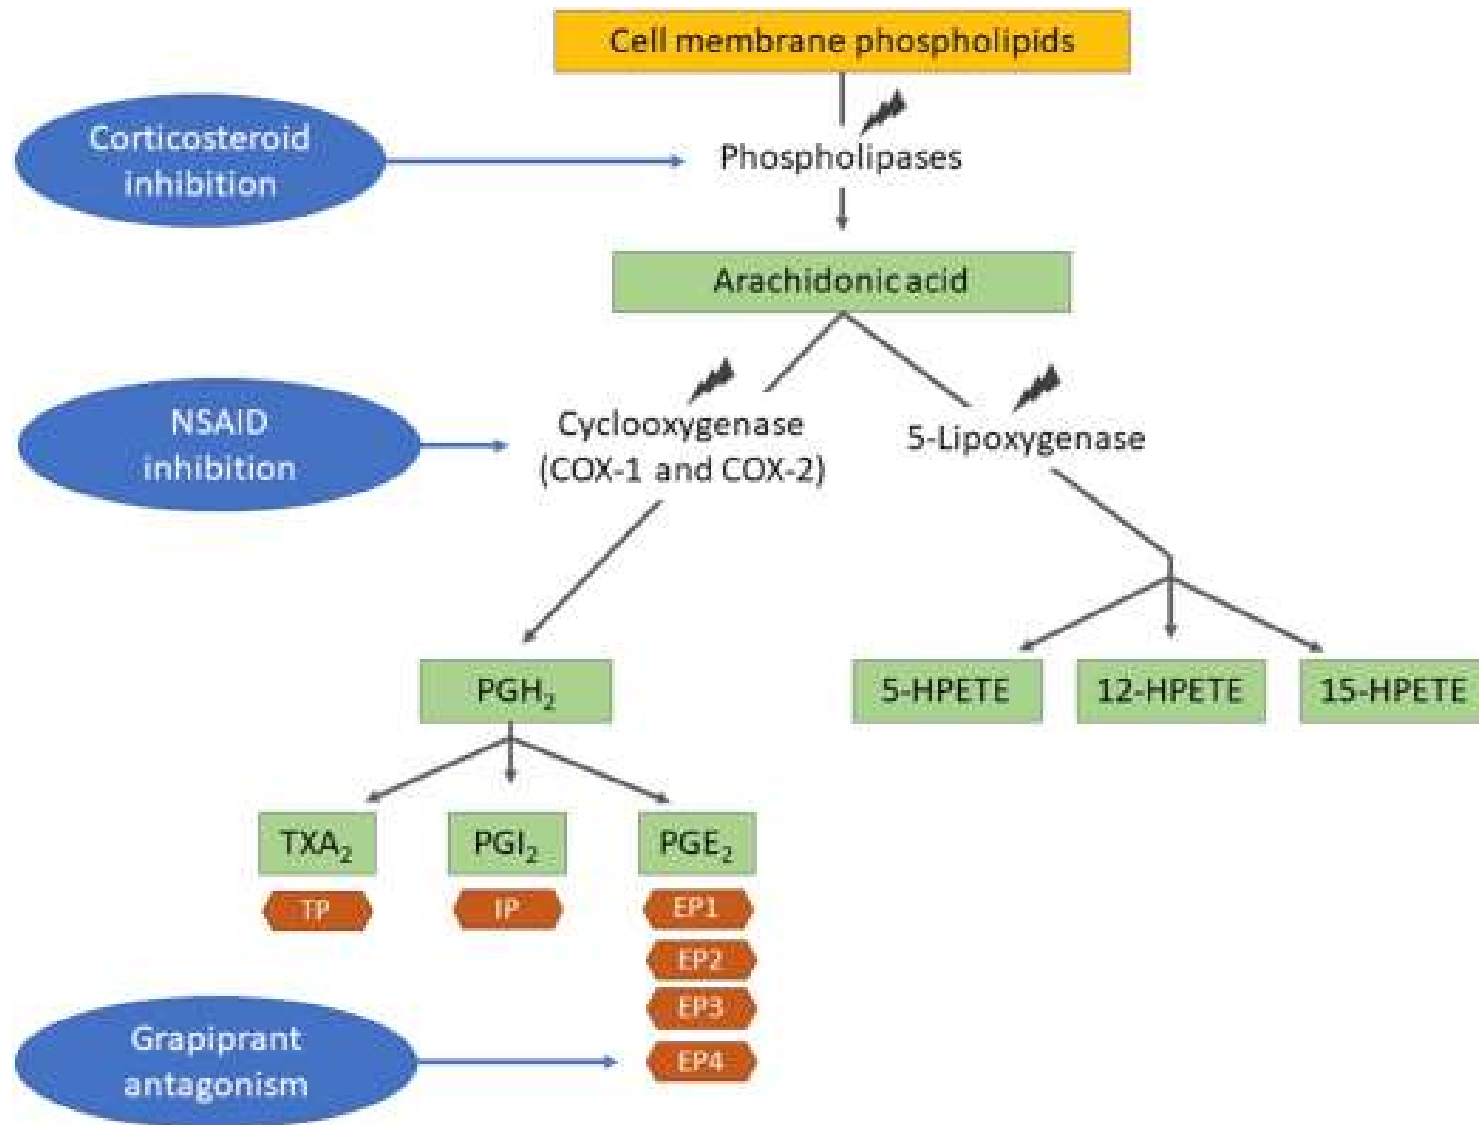 Cell membrane phospholipids
Corticosteroid
inhibition
Phospholipases
Arachidonic acid
NSAID
inhibition
Cyclooxygenase
(COX-1 and COX-2)
5-Lipoxygenase
PGH₂
5-HPETE
12-HPETE
15-HPETE
TXA₂
PGI₂
PGE₂
TP
IP
EP1
EP2
EP3
Grapiprant
antagonism
EP4